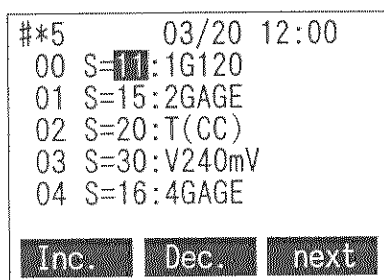 #*5 03/20 12:00
00 S=11:1G120
01 S=15:2GAGE
02 S=20:T(CC)
03 S=30:V240mV
04 S=16:4GAGE
Inc. Dec. next